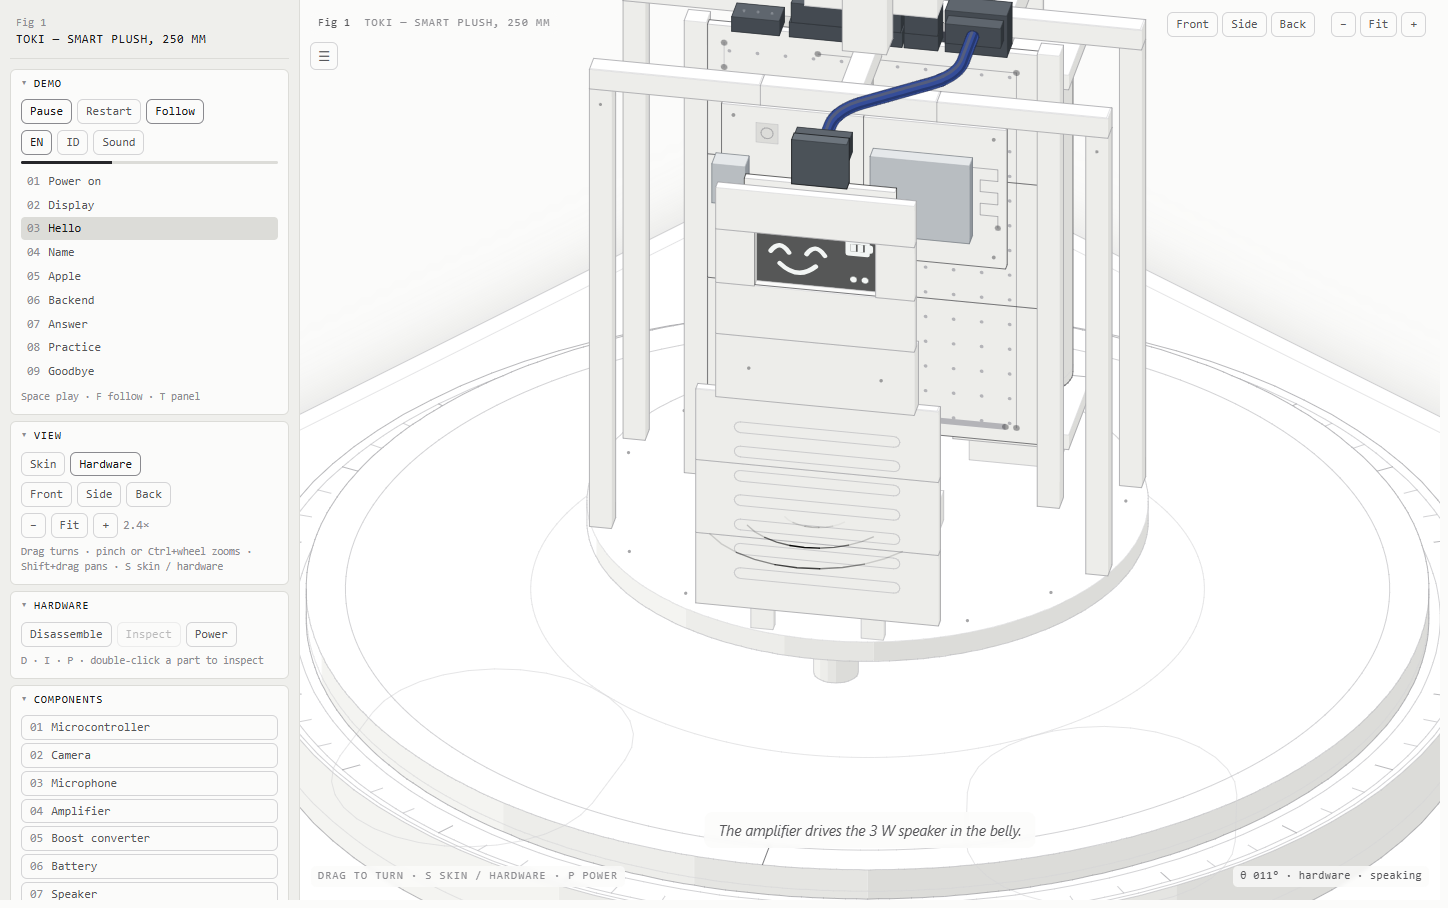 Fig 1
TOKI — SMART PLUSH, 250 MM
▾ DEMO
Pause Restart Follow
EN ID Sound
01 Power on
02 Display
03 Hello
04 Name
05 Apple
06 Backend
07 Answer
08 Practice
09 Goodbye
Space play · F follow · T panel
▾ VIEW
Skin Hardware
Front Side Back
− Fit + 2.4×
Drag turns · pinch or Ctrl+wheel zooms ·
Shift+drag pans · S skin / hardware
▾ HARDWARE
Disassemble Inspect Power
D · I · P · double-click a part to inspect
▾ COMPONENTS
01 Microcontroller
02 Camera
03 Microphone
04 Amplifier
05 Boost converter
06 Battery
07 Speaker
Fig 1 TOKI — SMART PLUSH, 250 MM
☰
Front Side Back − Fit +
The amplifier drives the 3 W speaker in the belly.
DRAG TO TURN · S SKIN / HARDWARE · P POWER
θ 011° · hardware · speaking